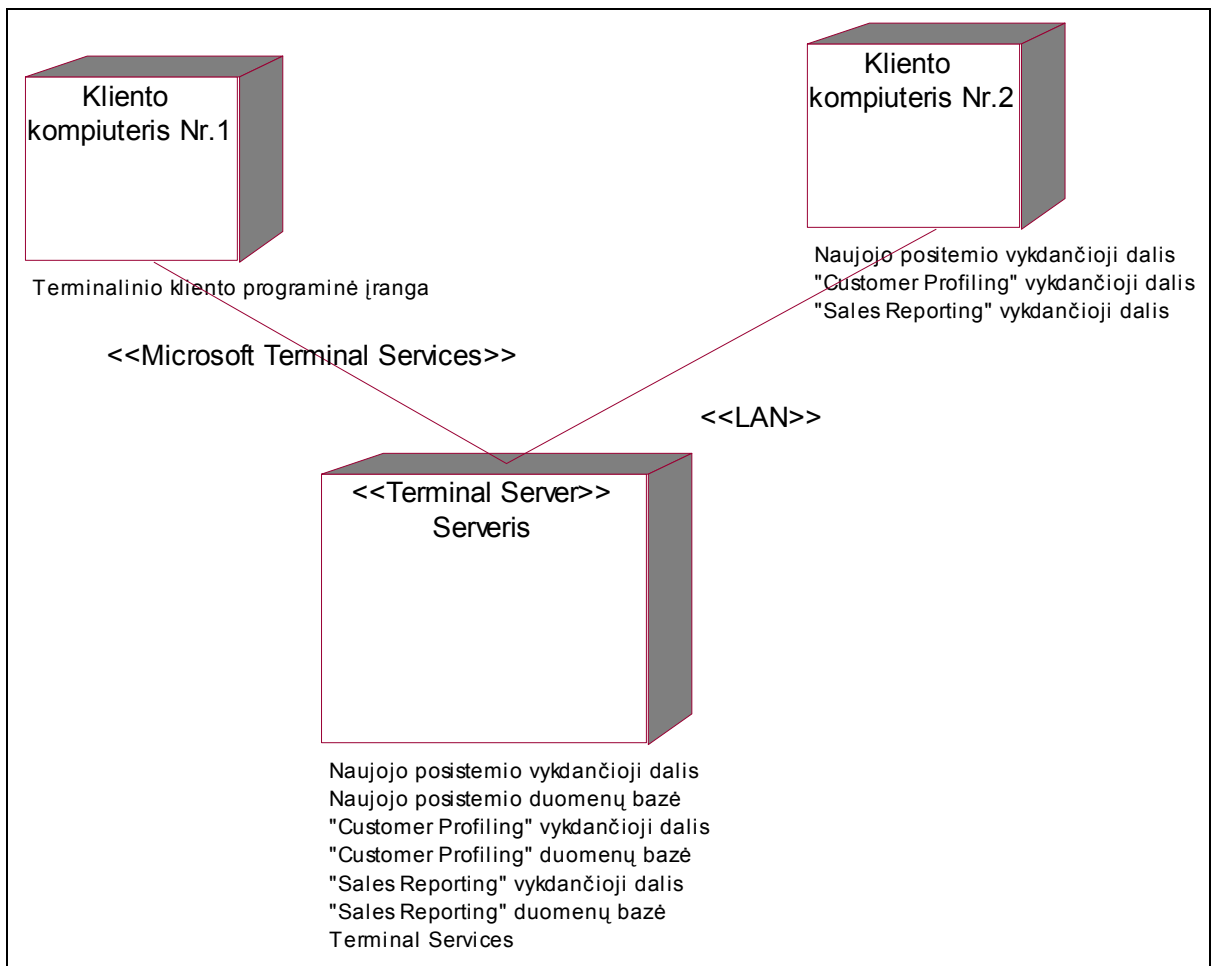 Kliento
kompiuteris Nr.1
Kliento
kompiuteris Nr.2
Terminalinio kliento programinė įranga
Naujojo positemio vykdančioji dalis
"Customer Profiling" vykdančioji dalis
"Sales Reporting" vykdančioji dalis
<<Microsoft Terminal Services>>
<<LAN>>
<<Terminal Server>>
Serveris
Naujojo posistemio vykdančioji dalis
Naujojo posistemio duomenų bazė
"Customer Profiling" vykdančioji dalis
"Customer Profiling" duomenų bazė
"Sales Reporting" vykdančioji dalis
"Sales Reporting" duomenų bazė
Terminal Services